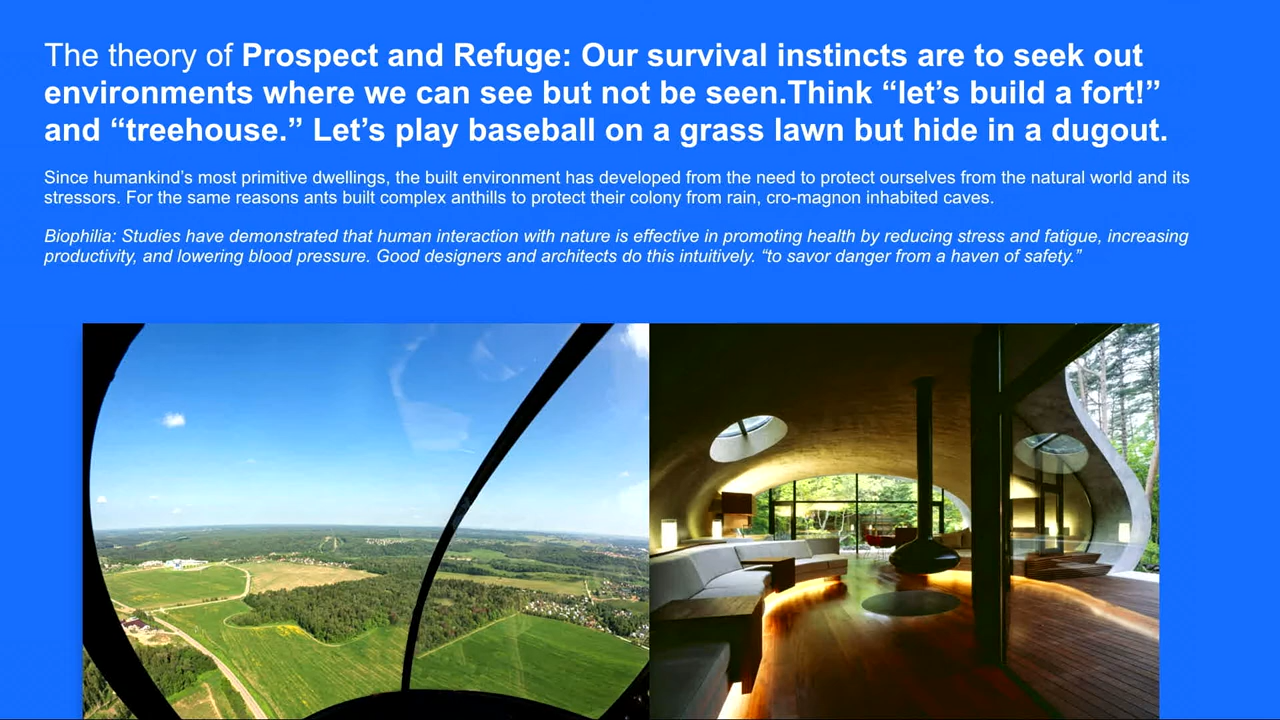 The theory of Prospect and Refuge: Our survival instincts are to seek out
environments where we can see but not be seen.Think “let’s build a fort!”
and “treehouse.” Let’s play baseball on a grass lawn but hide in a dugout.
Since humankind’s most primitive dwellings, the built environment has developed from the need to protect ourselves from the natural world and its
stressors. For the same reasons ants built complex anthills to protect their colony from rain, cro-magnon inhabited caves.
Biophilia: Studies have demonstrated that human interaction with nature is effective in promoting health by reducing stress and fatigue, increasing
productivity, and lowering blood pressure. Good designers and architects do this intuitively. “to savor danger from a haven of safety.”